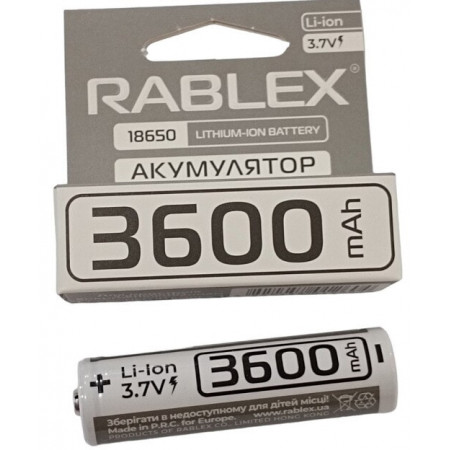 Li-ion
3.7V
RABLEX®
18650 LITHIUM-ION BATTERY
АКУМУЛЯТОР
3600 mAh
+ Li-ion 3600 mAh -
3.7V
Зберігати в недоступному для дітей місці!
Made in P.R.C. for Europe. www.rablex.ua
PRODUCTS OF RABLEX CO., LIMITED HONG KONG